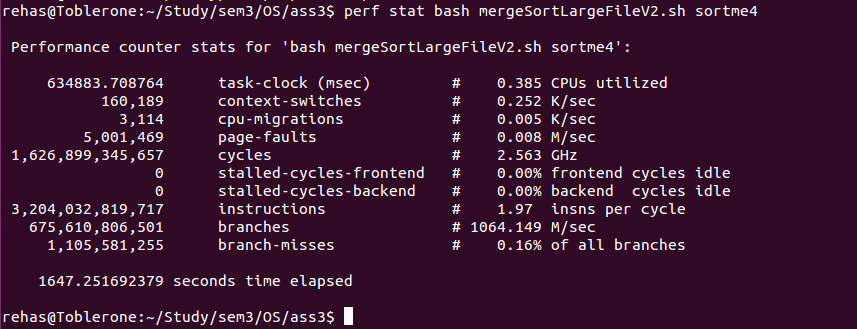 rehas@Toblerone:~/Study/sem3/OS/ass3$ perf stat bash mergeSortLargeFileV2.sh sortme4
Performance counter stats for 'bash mergeSortLargeFileV2.sh sortme4':
634883.708764 task-clock (msec) # 0.385 CPUs utilized
160,189 context-switches # 0.252 K/sec
3,114 cpu-migrations # 0.005 K/sec
5,001,469 page-faults # 0.008 M/sec
1,626,899,345,657 cycles # 2.563 GHz
0 stalled-cycles-frontend # 0.00% frontend cycles idle
0 stalled-cycles-backend # 0.00% backend cycles idle
3,204,032,819,717 instructions # 1.97 insns per cycle
675,610,806,501 branches # 1064.149 M/sec
1,105,581,255 branch-misses # 0.16% of all branches
1647.251692379 seconds time elapsed
rehas@Toblerone:~/Study/sem3/OS/ass3$